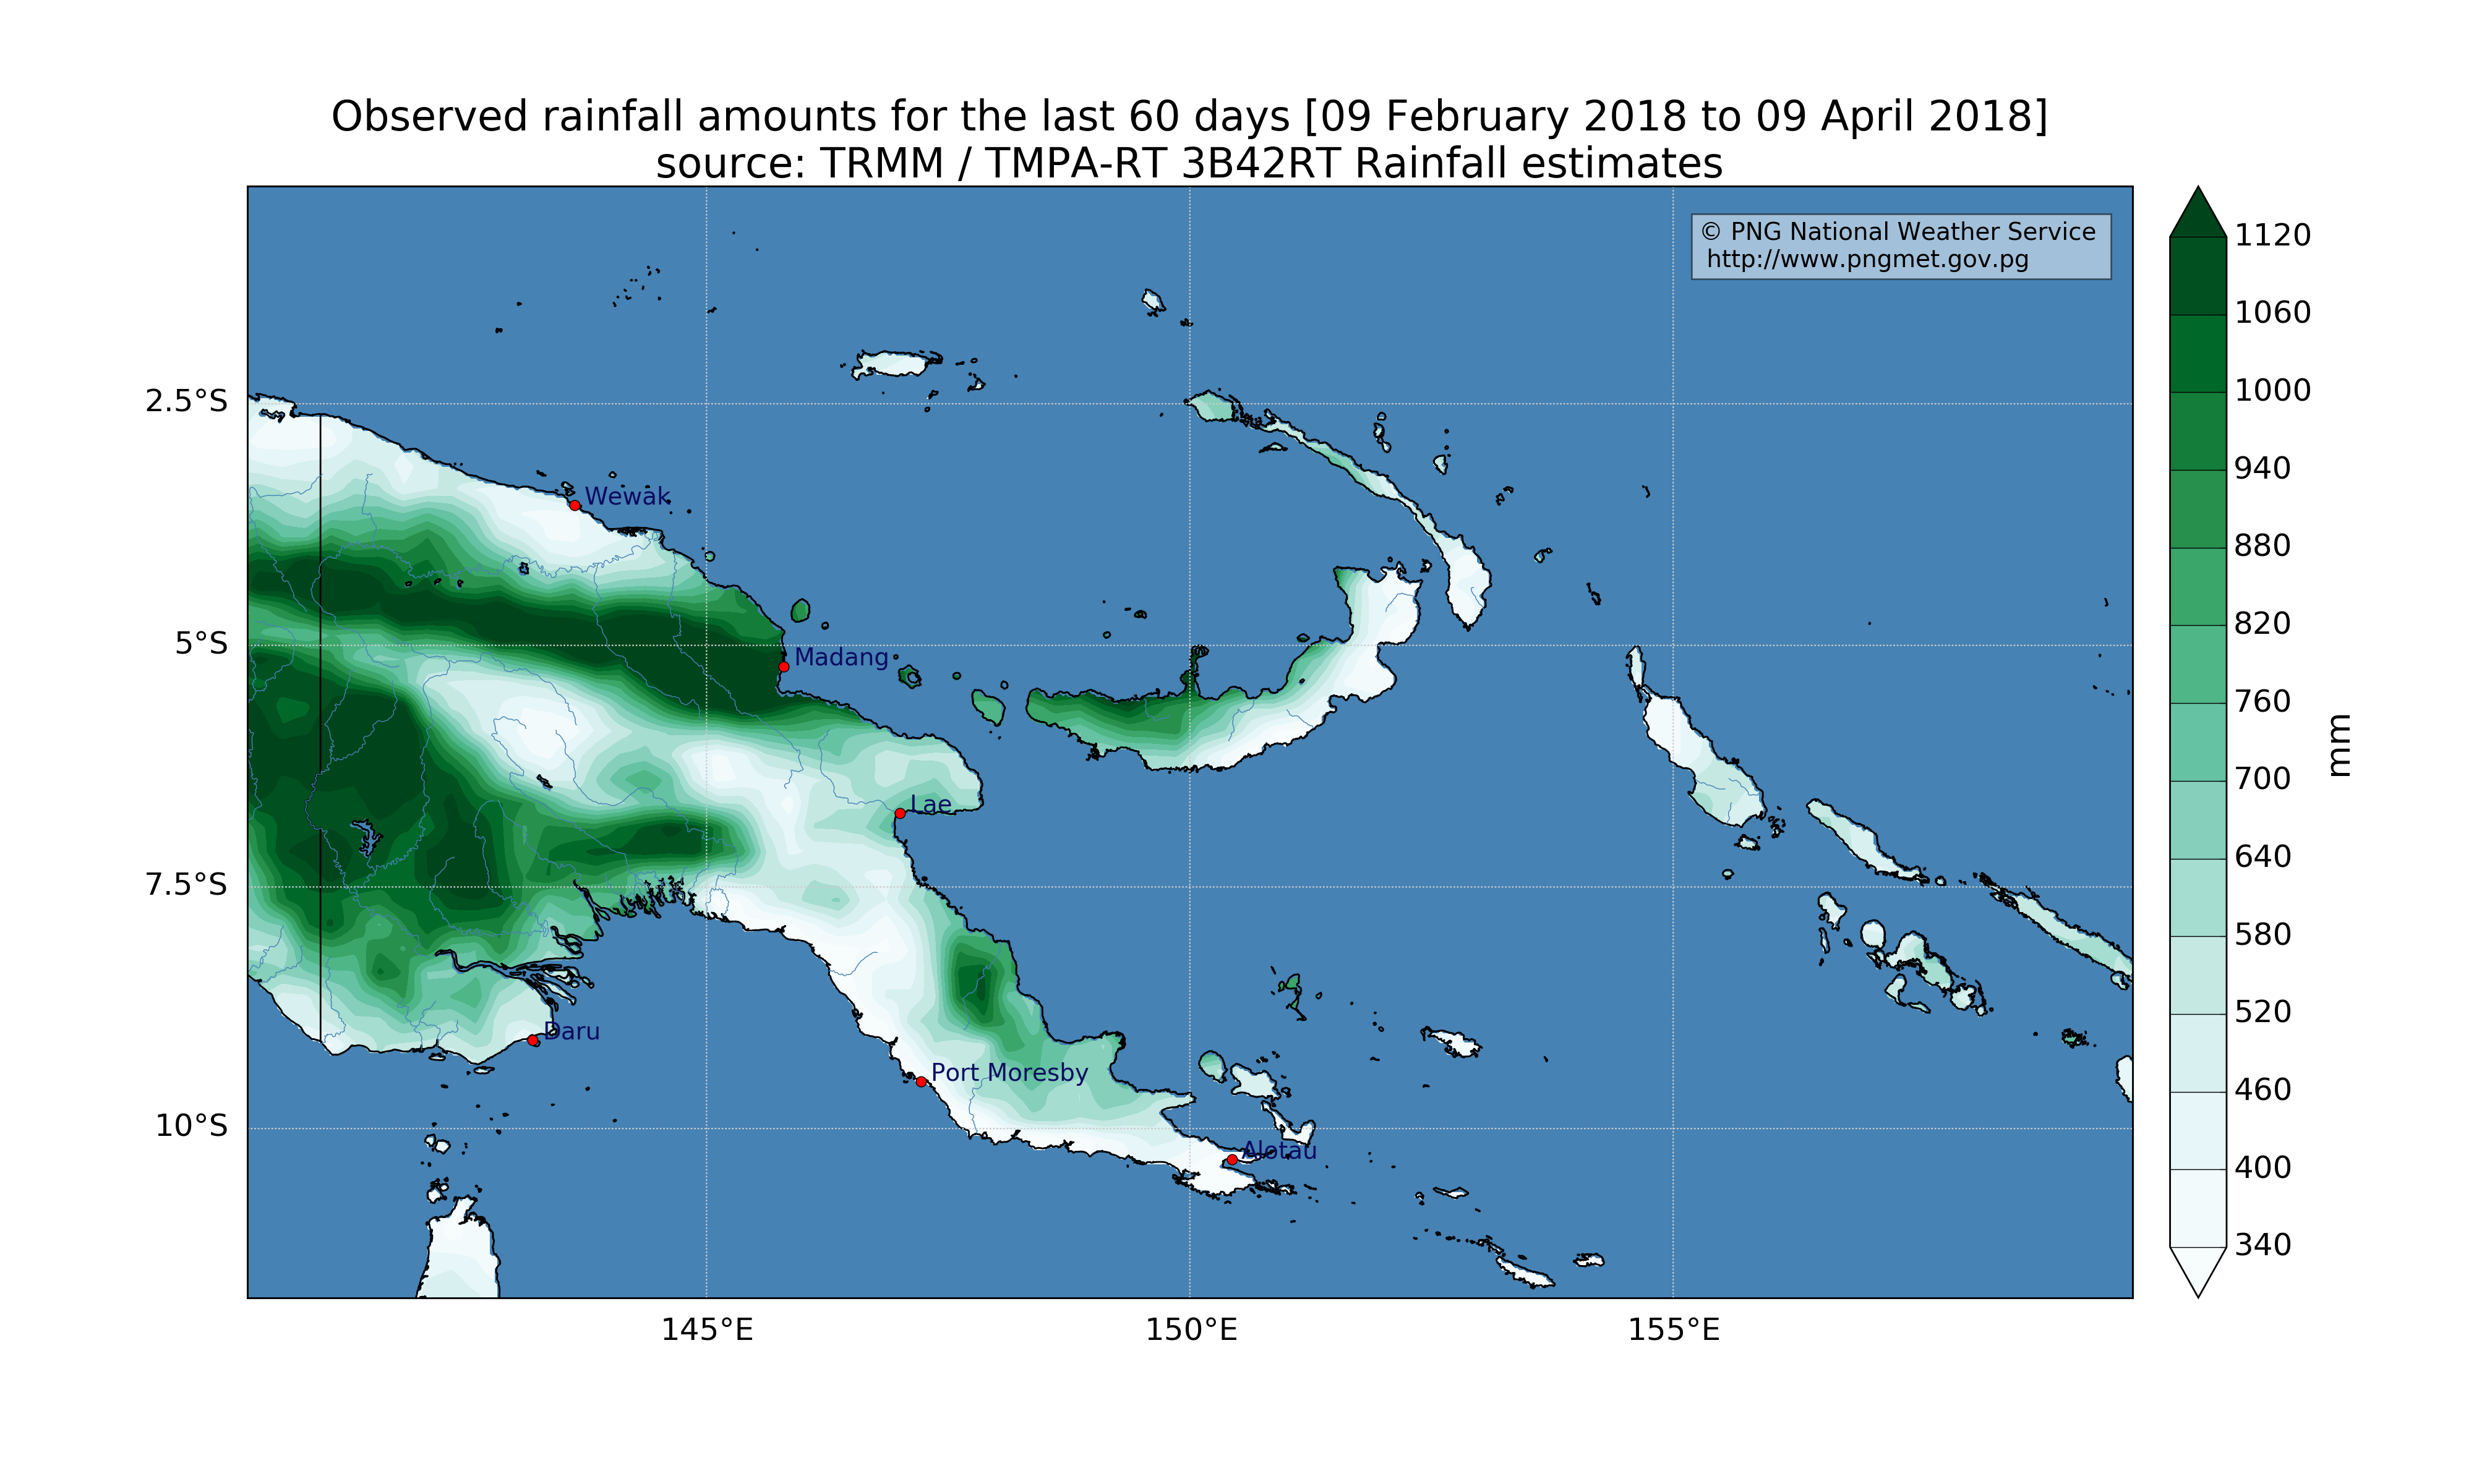 Observed rainfall amounts for the last 60 days [09 February 2018 to 09 April 2018]
source: TRMM / TMPA-RT 3B42RT Rainfall estimates
© PNG National Weather Service
http://www.pngmet.gov.pg
1120
1060
1000
940
880
820
760
700
640
580
520
460
400
340
mm
2.5°S
5°S
7.5°S
10°S
Wewak
Madang
Lae
Daru
Port Moresby
Alotau
145°E
150°E
155°E